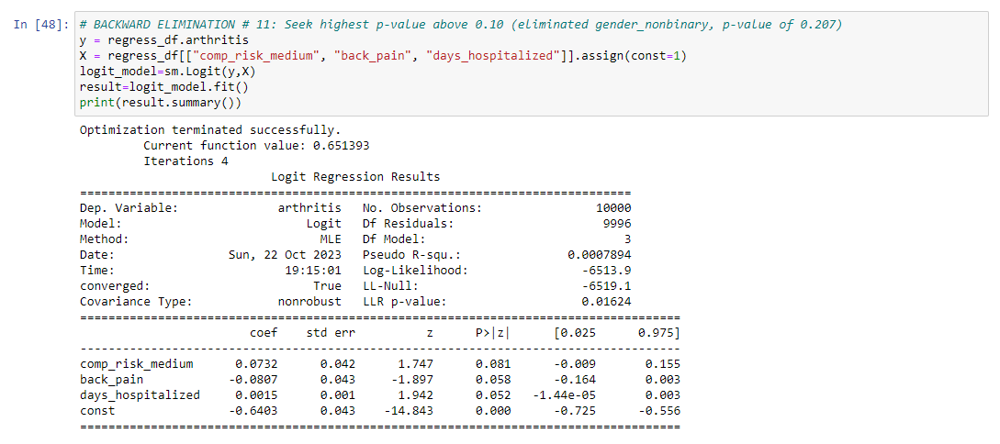 In [48]: # BACKWARD ELIMINATION # 11: Seek highest p-value above 0.10 (eliminated gender_nonbinary, p-value of 0.207)
y = regress_df.arthritis
X = regress_df[["comp_risk_medium", "back_pain", "days_hospitalized"]].assign(const=1)
logit_model=sm.Logit(y,X)
result=logit_model.fit()
print(result.summary())
Optimization terminated successfully.
         Current function value: 0.651393
         Iterations 4
                           Logit Regression Results
==============================================================================
Dep. Variable:              arthritis   No. Observations:                10000
Model:                          Logit   Df Residuals:                     9996
Method:                           MLE   Df Model:                            3
Date:                Sun, 22 Oct 2023   Pseudo R-squ.:               0.0007894
Time:                        19:15:01   Log-Likelihood:                -6513.9
converged:                       True   LL-Null:                       -6519.1
Covariance Type:            nonrobust   LLR p-value:                   0.01624
=====================================================================================
                        coef    std err          z      P>|z|      [0.025      0.975]
-------------------------------------------------------------------------------------
comp_risk_medium      0.0732      0.042      1.747      0.081      -0.009       0.155
back_pain            -0.0807      0.043     -1.897      0.058      -0.164       0.003
days_hospitalized     0.0015      0.001      1.942      0.052   -1.44e-05       0.003
const                -0.6403      0.043    -14.843      0.000      -0.725      -0.556
=====================================================================================